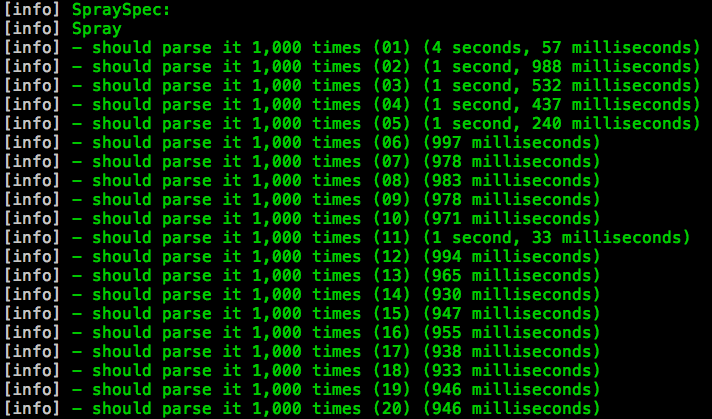 [info] SpraySpec:
[info] Spray
[info] - should parse it 1,000 times (01) (4 seconds, 57 milliseconds)
[info] - should parse it 1,000 times (02) (1 second, 988 milliseconds)
[info] - should parse it 1,000 times (03) (1 second, 532 milliseconds)
[info] - should parse it 1,000 times (04) (1 second, 437 milliseconds)
[info] - should parse it 1,000 times (05) (1 second, 240 milliseconds)
[info] - should parse it 1,000 times (06) (997 milliseconds)
[info] - should parse it 1,000 times (07) (978 milliseconds)
[info] - should parse it 1,000 times (08) (983 milliseconds)
[info] - should parse it 1,000 times (09) (978 milliseconds)
[info] - should parse it 1,000 times (10) (971 milliseconds)
[info] - should parse it 1,000 times (11) (1 second, 33 milliseconds)
[info] - should parse it 1,000 times (12) (994 milliseconds)
[info] - should parse it 1,000 times (13) (965 milliseconds)
[info] - should parse it 1,000 times (14) (930 milliseconds)
[info] - should parse it 1,000 times (15) (947 milliseconds)
[info] - should parse it 1,000 times (16) (955 milliseconds)
[info] - should parse it 1,000 times (17) (938 milliseconds)
[info] - should parse it 1,000 times (18) (933 milliseconds)
[info] - should parse it 1,000 times (19) (946 milliseconds)
[info] - should parse it 1,000 times (20) (946 milliseconds)